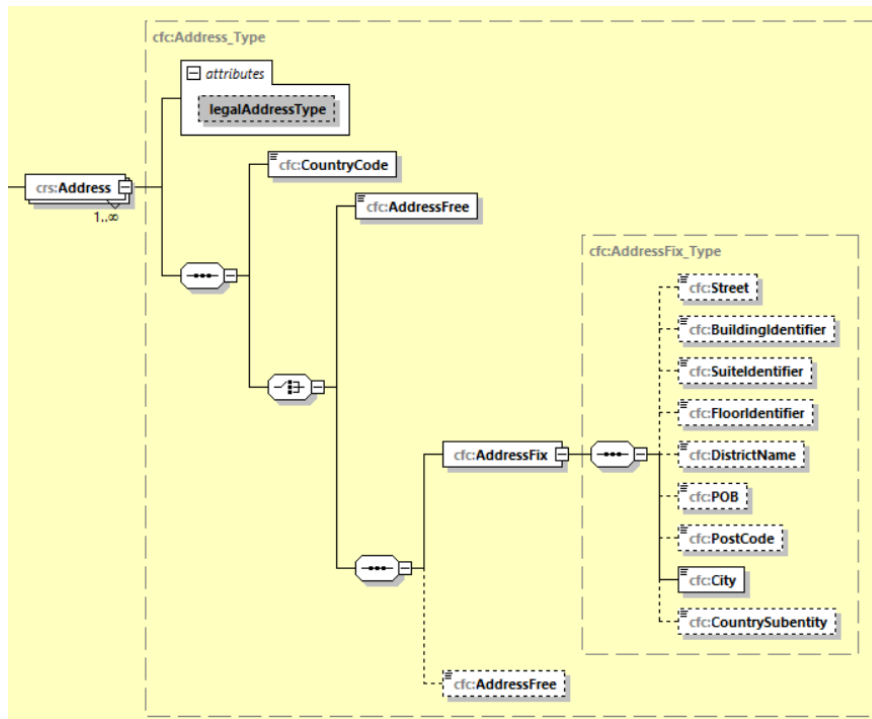 cfc:Address_Type
attributes
legalAddressType
cfc:CountryCode
crs:Address
1..∞
cfc:AddressFree
cfc:AddressFix_Type
cfc:Street
cfc:BuildingIdentifier
cfc:SuiteIdentifier
cfc:FloorIdentifier
cfc:AddressFix
cfc:DistrictName
cfc:POB
cfc:PostCode
cfc:City
cfc:CountrySubentity
cfc:AddressFree